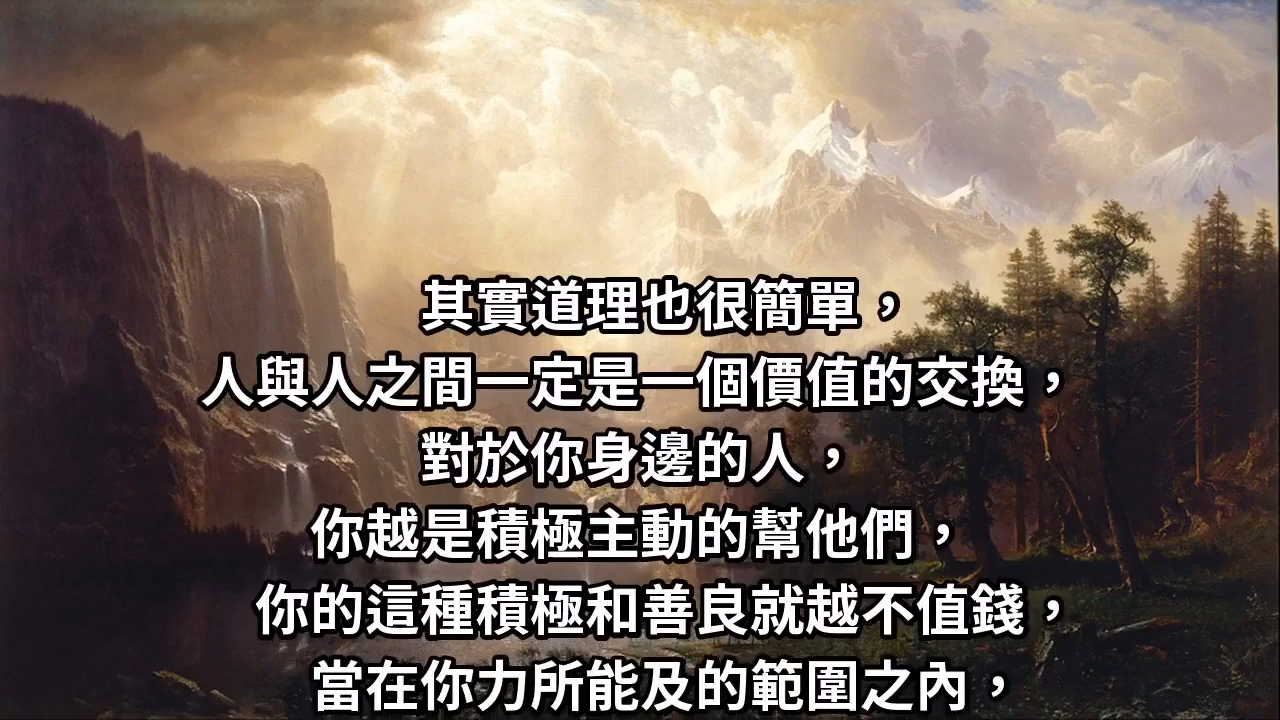 其實道理也很簡單，
人與人之間一定是一個價值的交換，
對於你身邊的人，
你越是積極主動的幫他們，
你的這種積極和善良就越不值錢，
當在你力所能及的範圍之內，